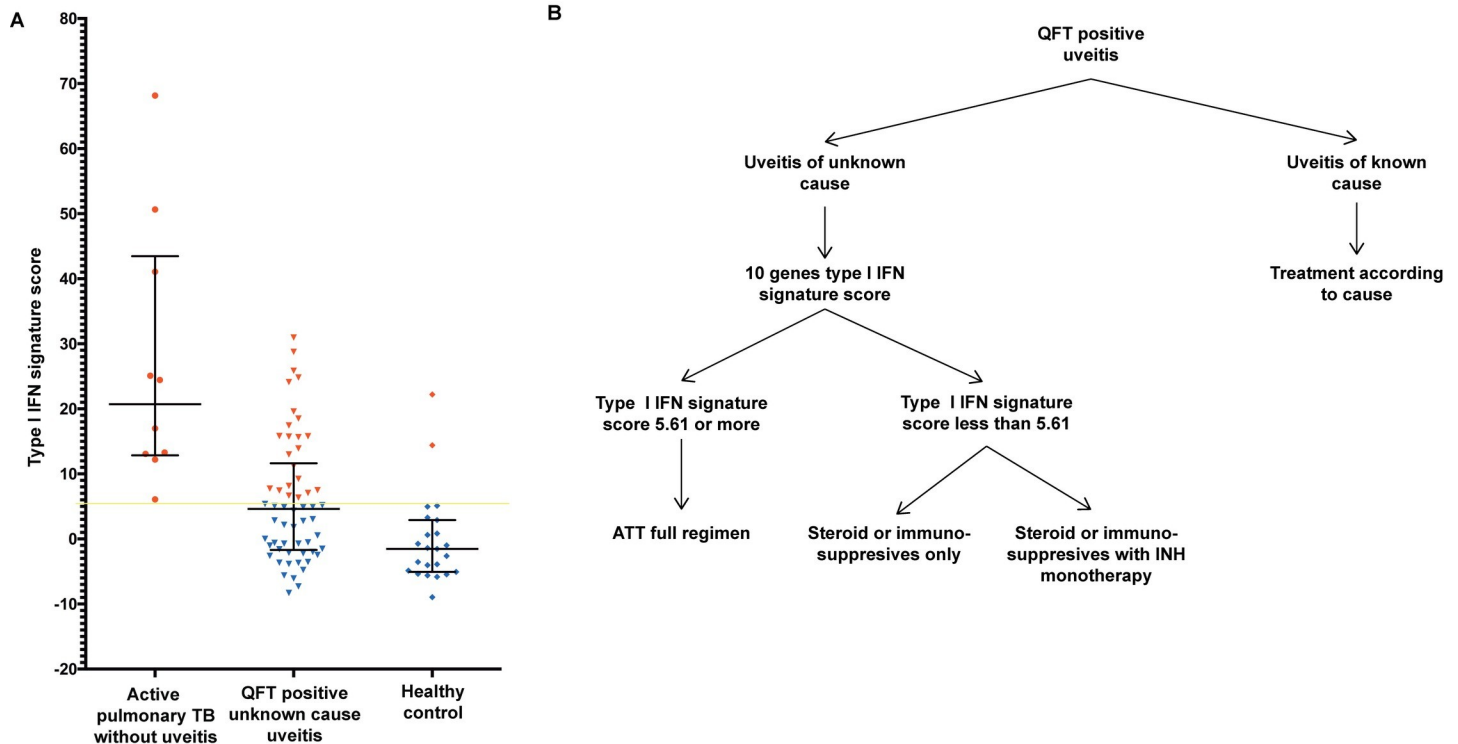 A
80
70
60
50
40
30
20
10
0
-10
-20
Type I IFN signature score
Active
pulmonary TB
without uveitis
QFT positive
unknown cause
uveitis
Healthy
control
B
QFT positive
uveitis
Uveitis of unknown
cause
Uveitis of known
cause
10 genes type I IFN
signature score
Treatment according
to cause
Type I IFN signature
score 5.61 or more
Type I IFN signature
score less than 5.61
ATT full regimen
Steroid or immuno-
suppresives only
Steroid or immuno-
suppresives with INH
monotherapy